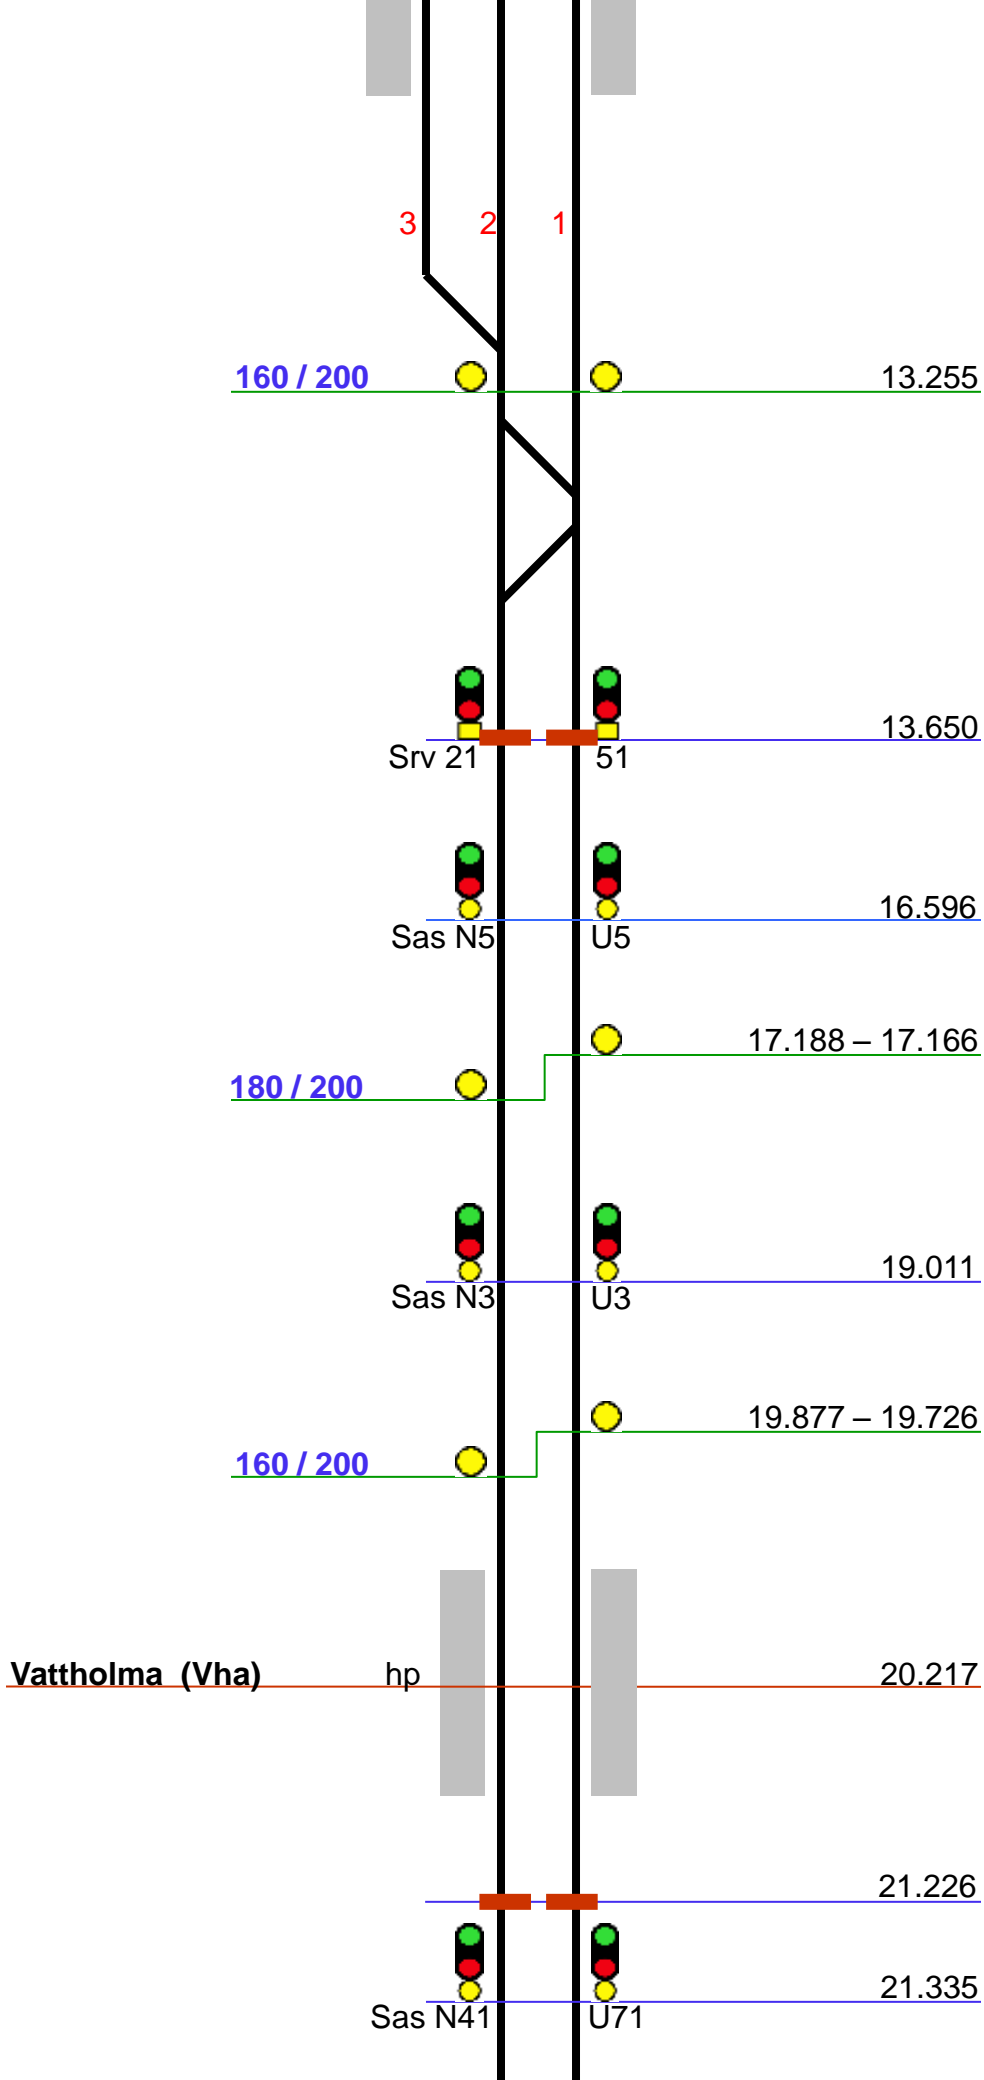 3 2 1
160 / 200 13.255
13.650
Srv 21 51
16.596
Sas N5 U5
17.188 – 17.166
180 / 200
19.011
Sas N3 U3
19.877 – 19.726
160 / 200
Vattholma (Vha) hp 20.217
21.226
21.335
Sas N41 U71